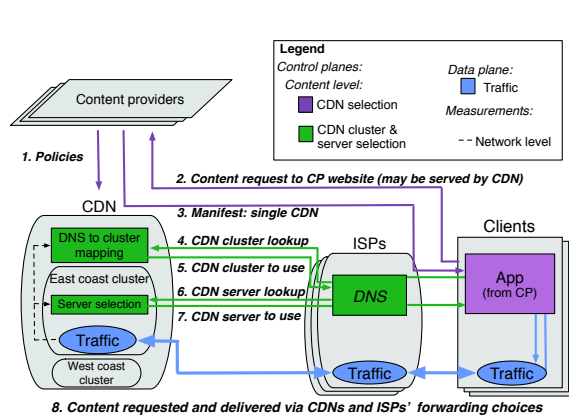 Legend
Control planes:
Content level:
CDN selection
CDN cluster &
server selection
Data plane:
Traffic
Measurements:
Network level
Content providers
1. Policies
2. Content request to CP website (may be served by CDN)
3. Manifest: single CDN
CDN
4. CDN cluster lookup
ISPs
Clients
DNS to cluster
mapping
5. CDN cluster to use
East coast cluster
6. CDN server lookup
Server selection
DNS
App
(from CP)
7. CDN server to use
Traffic
West coast
cluster
Traffic
Traffic
8. Content requested and delivered via CDNs and ISPs' forwarding choices